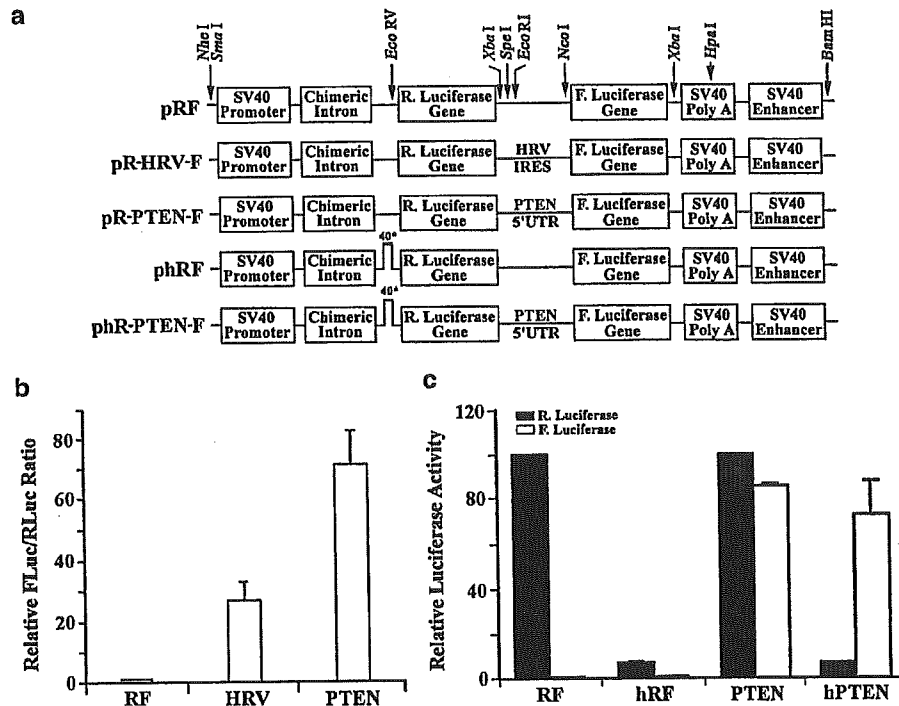 a
Nhe I
Sma I
Eco RV
Xba I
Spe I
Eco RI
Nco I
Xba I
Hpa I
Bam HI
pRF
SV40 Promoter
Chimeric Intron
R. Luciferase Gene
F. Luciferase Gene
SV40 Poly A
SV40 Enhancer
pR-HRV-F
SV40 Promoter
Chimeric Intron
R. Luciferase Gene
HRV IRES
F. Luciferase Gene
SV40 Poly A
SV40 Enhancer
pR-PTEN-F
SV40 Promoter
Chimeric Intron
R. Luciferase Gene
PTEN 5'UTR
F. Luciferase Gene
SV40 Poly A
SV40 Enhancer
40*
phRF
SV40 Promoter
Chimeric Intron
R. Luciferase Gene
F. Luciferase Gene
SV40 Poly A
SV40 Enhancer
40*
phR-PTEN-F
SV40 Promoter
Chimeric Intron
R. Luciferase Gene
PTEN 5'UTR
F. Luciferase Gene
SV40 Poly A
SV40 Enhancer
b
Relative FLuc/RLuc Ratio
80
60
40
20
0
RF HRV PTEN
c
Relative Luciferase Activity
120
80
40
0
R. Luciferase
F. Luciferase
RF hRF PTEN hPTEN